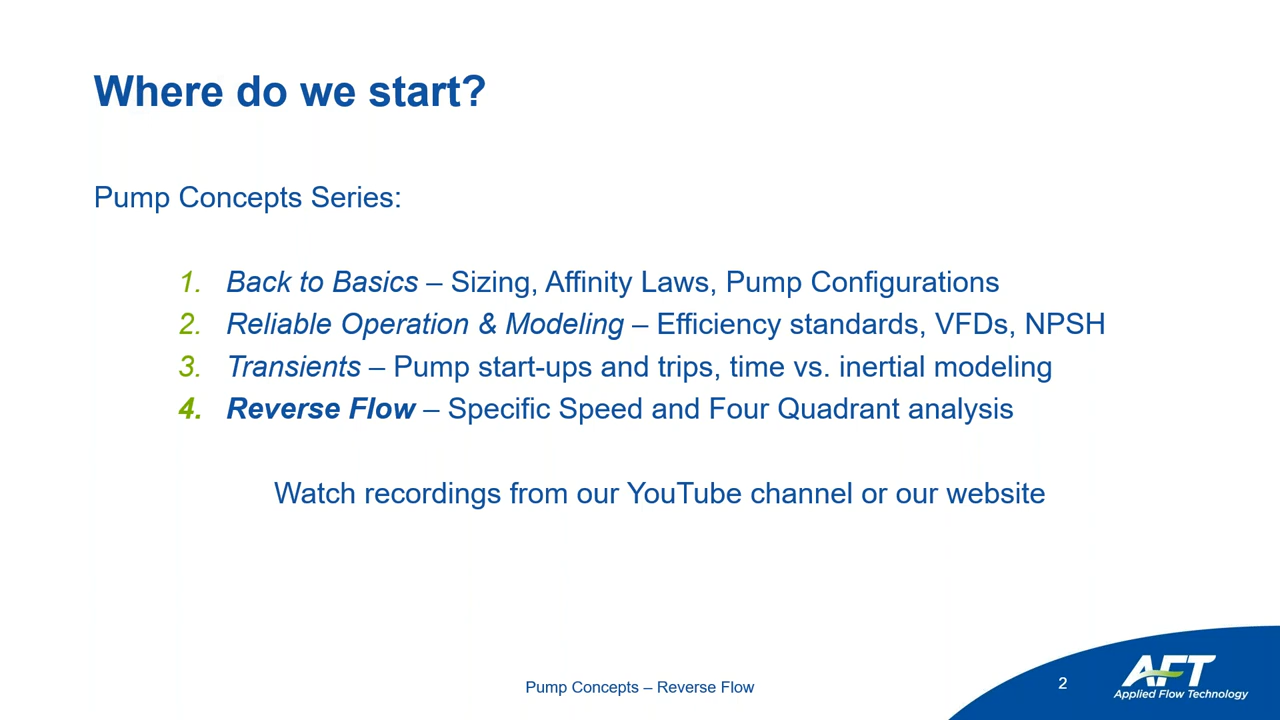 Where do we start?
Pump Concepts Series:
1. Back to Basics – Sizing, Affinity Laws, Pump Configurations
2. Reliable Operation & Modeling – Efficiency standards, VFDs, NPSH
3. Transients – Pump start-ups and trips, time vs. inertial modeling
4. Reverse Flow – Specific Speed and Four Quadrant analysis
Watch recordings from our YouTube channel or our website
Pump Concepts – Reverse Flow
2
AFT
Applied Flow Technology